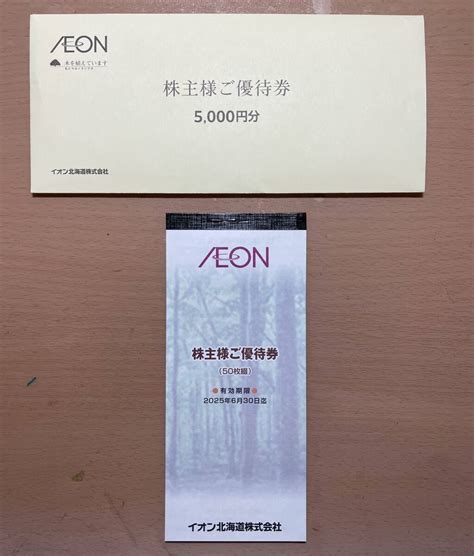 ÆON
木を植えています
株主様ご優待券
5,000円分
イオン北海道株式会社
ÆON
株主様ご優待券
(50枚綴)
●有効期限●
2025年6月30日迄
イオン北海道株式会社